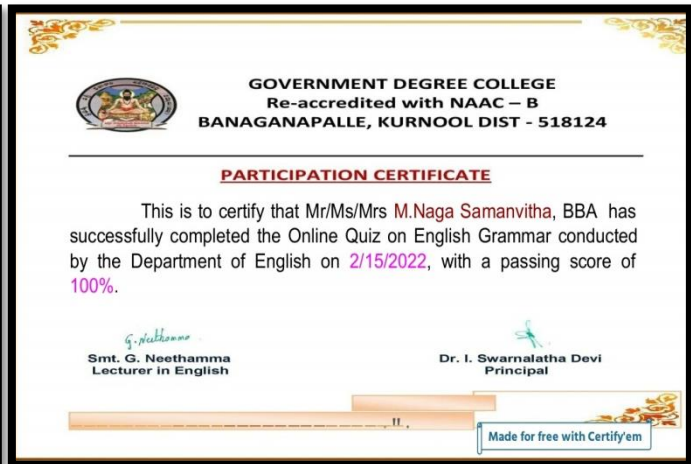 GOVERNMENT DEGREE COLLEGE
Re-accredited with NAAC – B
BANAGANAPALLE, KURNOOL DIST - 518124
PARTICIPATION CERTIFICATE
This is to certify that Mr/Ms/Mrs M.Naga Samanvitha, BBA has
successfully completed the Online Quiz on English Grammar conducted
by the Department of English on 2/15/2022, with a passing score of
100%.
G. Neethamma
Smt. G. Neethamma
Lecturer in English
Dr. I. Swarnalatha Devi
Principal
Made for free with Certify'em